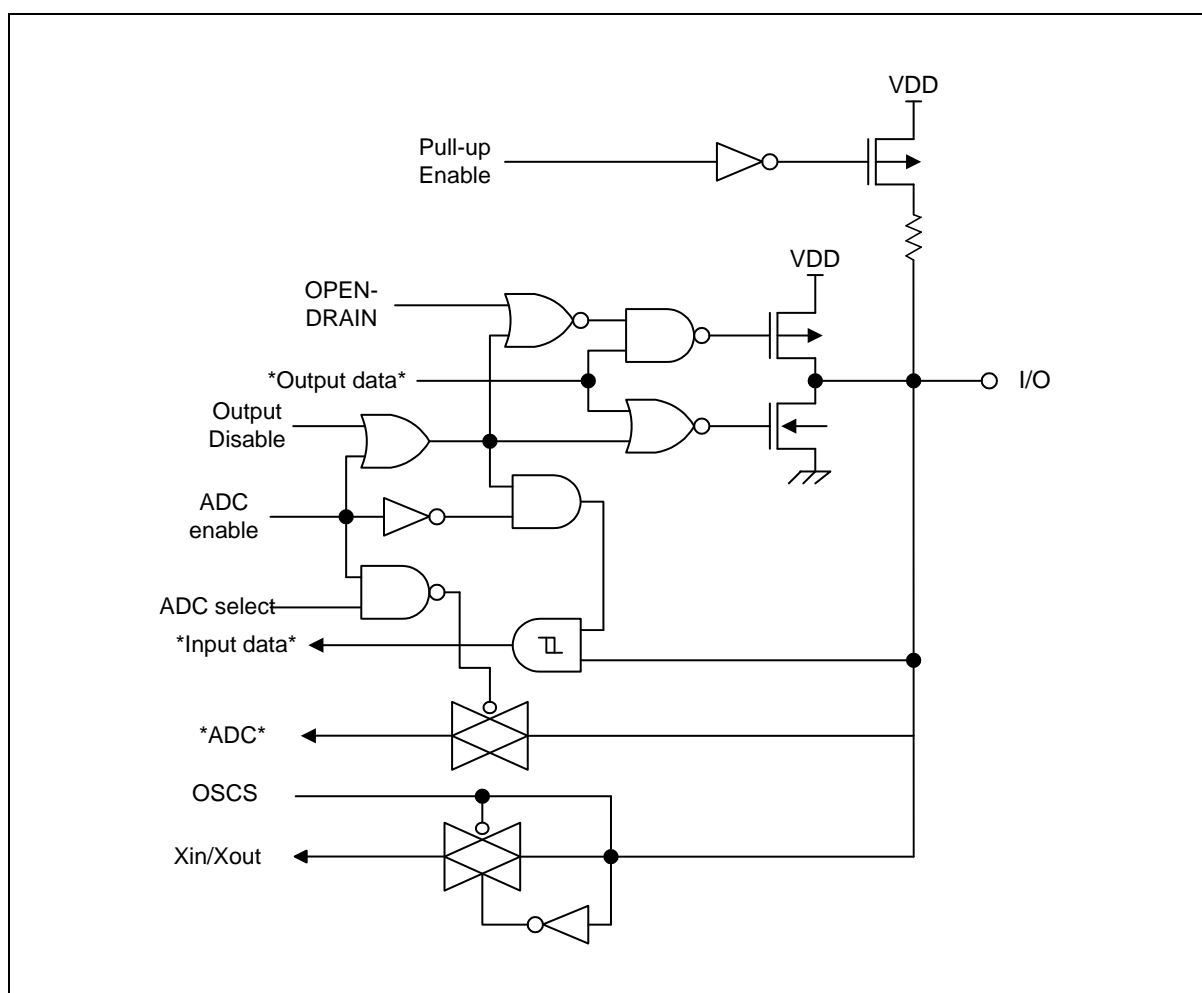 VDD
Pull-up
Enable
VDD
OPEN-
DRAIN
*Output data*
I/O
Output
Disable
ADC
enable
ADC select
*Input data*
*ADC*
OSCS
Xin/Xout